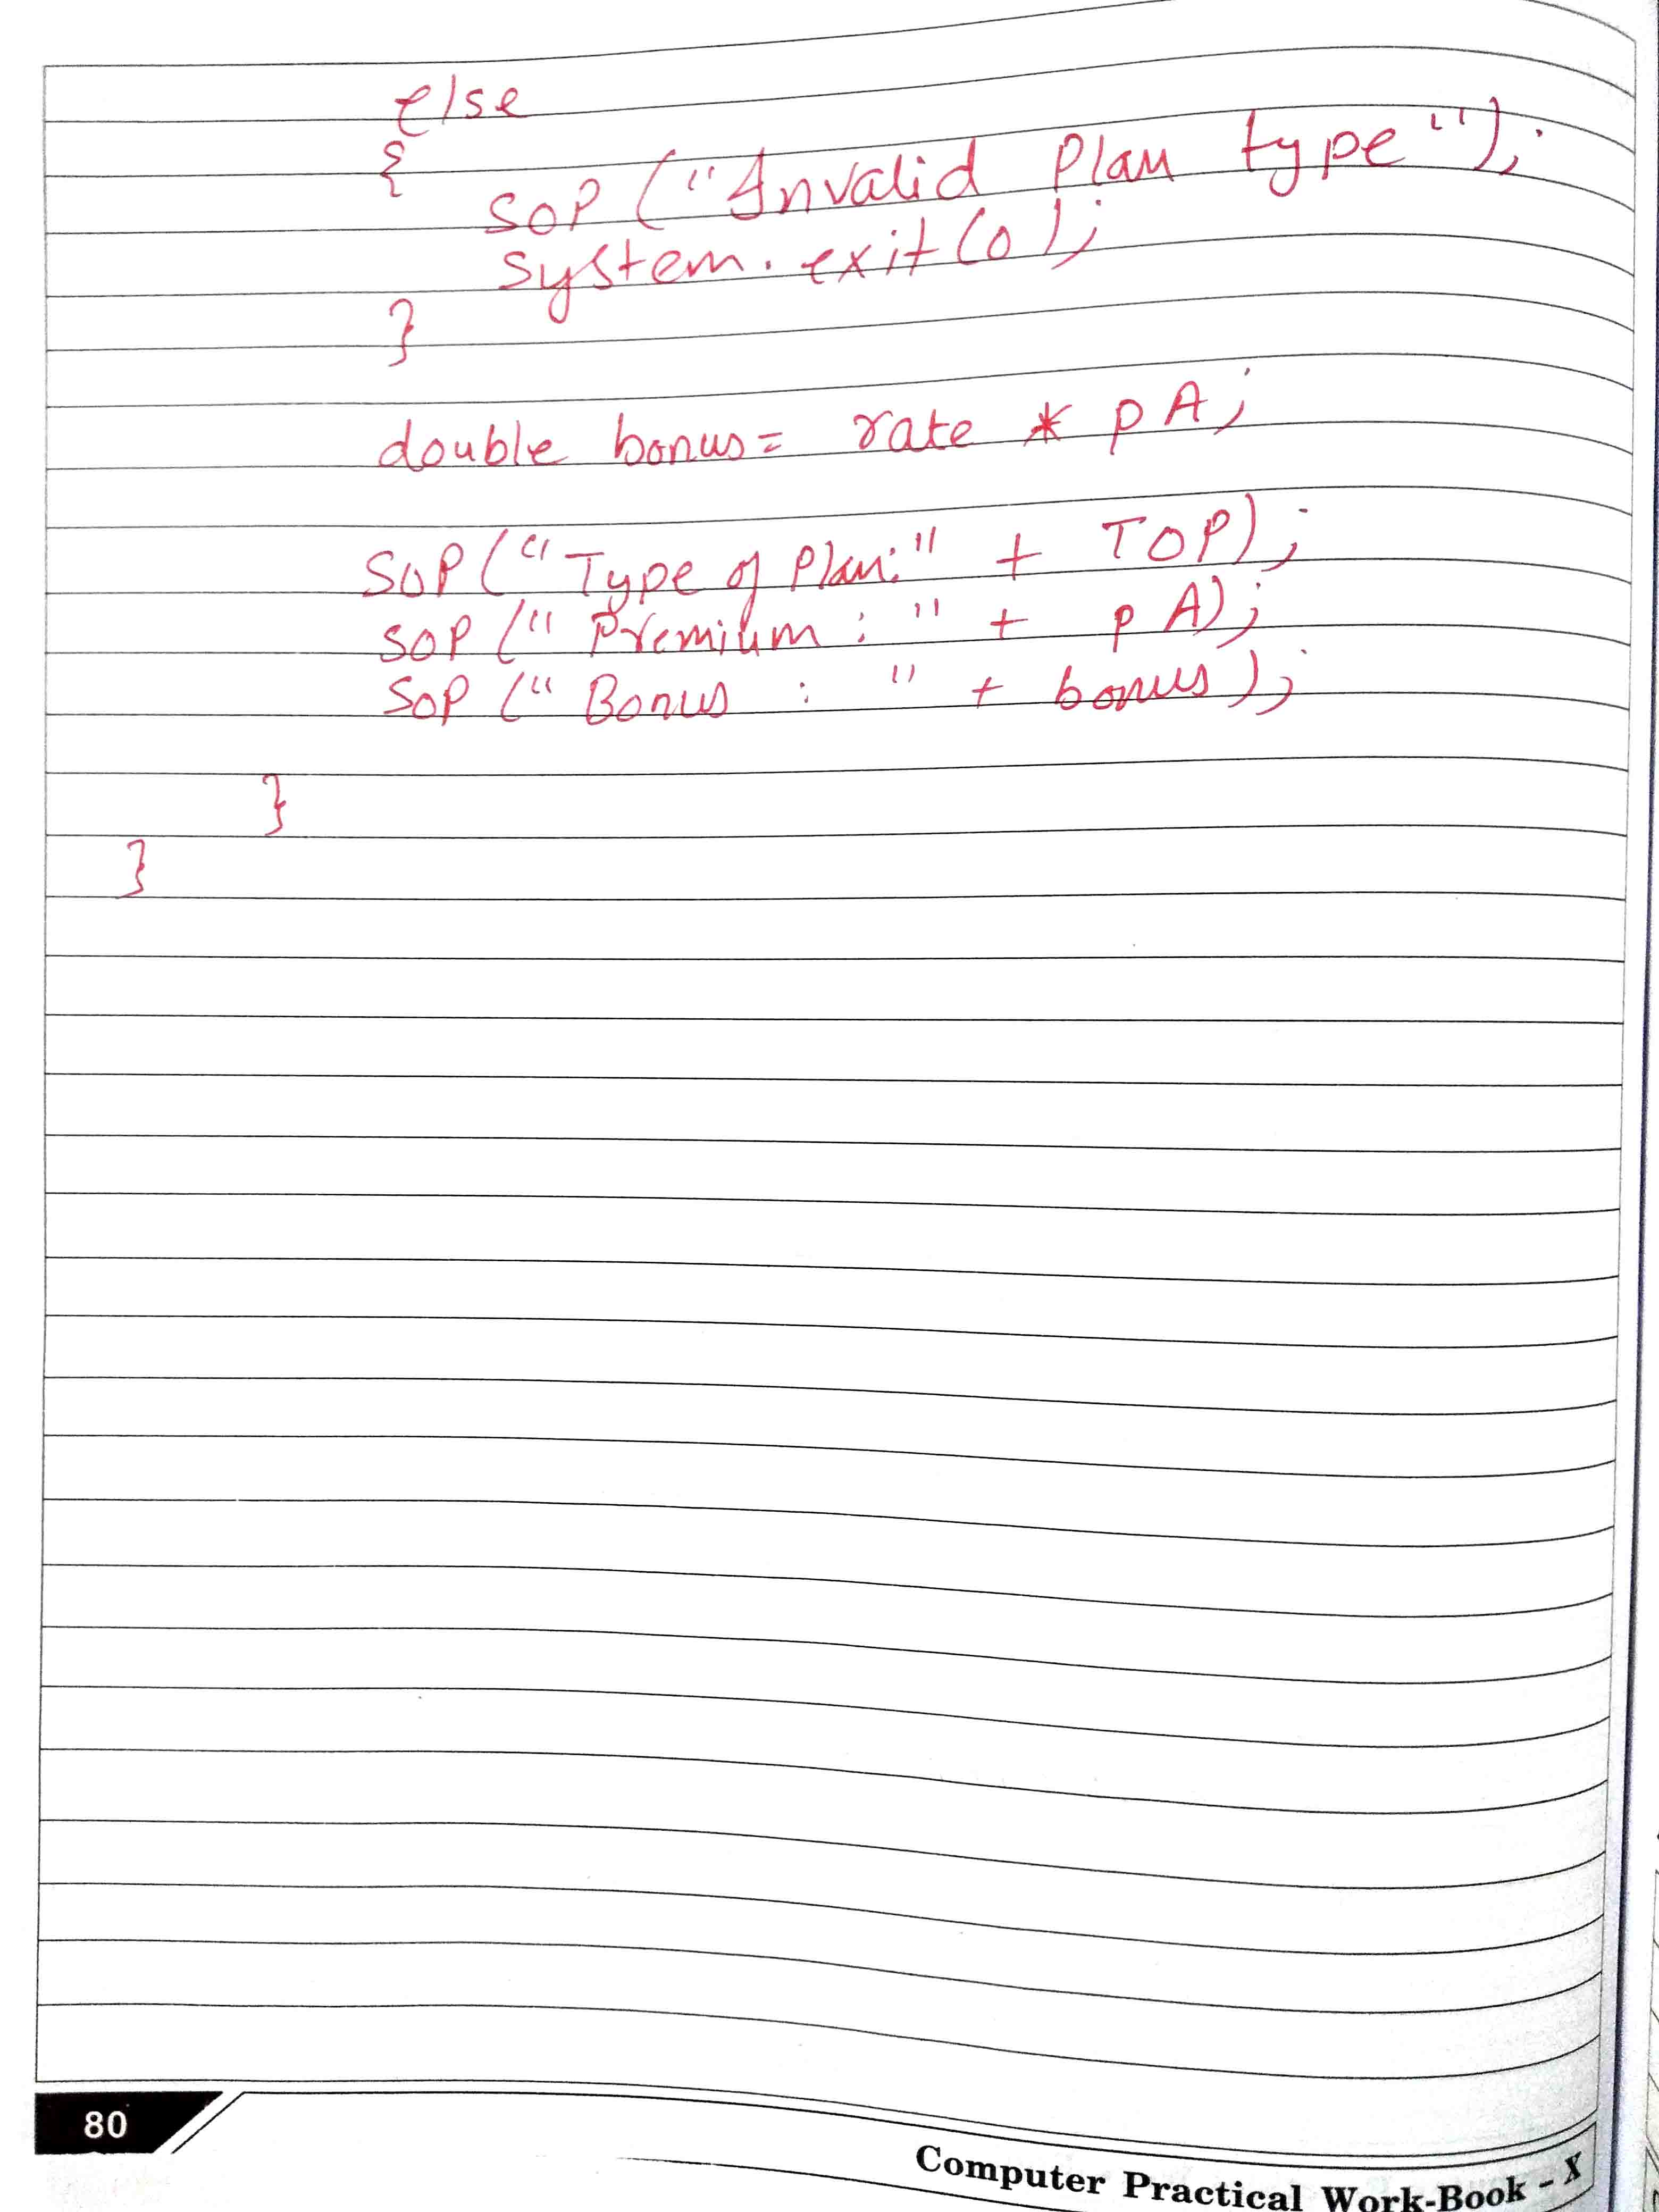 else
{
SOP ("Invalid Plan type");
system.exit(0);
}
double bonus= rate * pA;
SOP("Type of Plan:" + TOP);
SOP ("Premium : " + pA);
SOP ("Bonus : " + bonus);
}
}
80
Computer Practical Work-Book - X